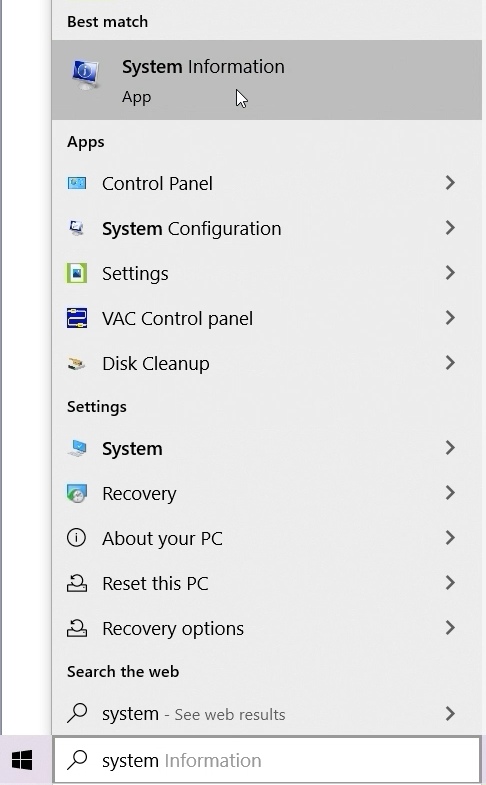 Best match
System Information
App
Apps
Control Panel
System Configuration
Settings
VAC Control panel
Disk Cleanup
Settings
System
Recovery
About your PC
Reset this PC
Recovery options
Search the web
system - See web results
system Information